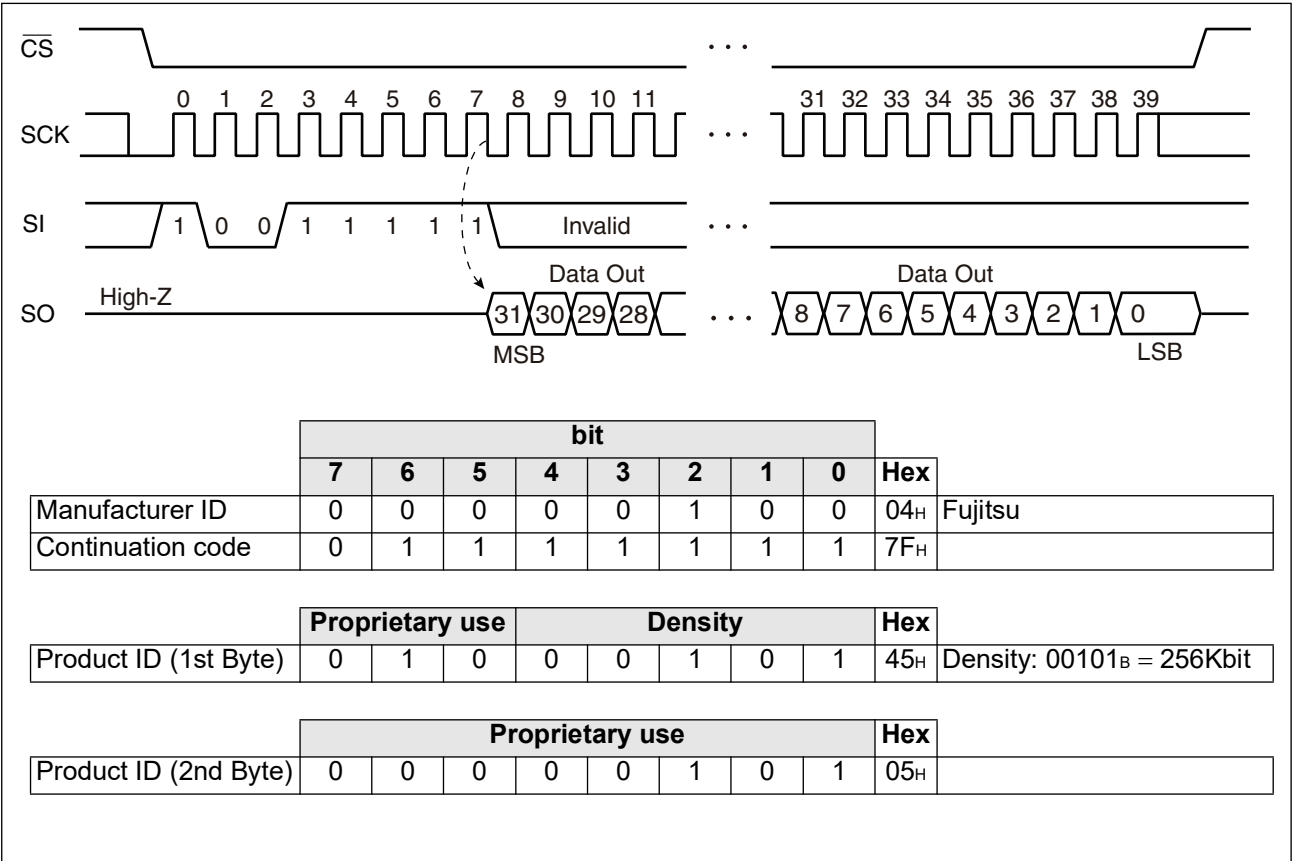 CS
· · ·
0 1 2 3 4 5 6 7 8 9 10 11 31 32 33 34 35 36 37 38 39
SCK · · ·
SI 1 0 0 1 1 1 1 1 Invalid · · ·
Data Out Data Out
High-Z
SO 31 30 29 28 · · · 8 7 6 5 4 3 2 1 0
MSB LSB
bit
7 6 5 4 3 2 1 0 Hex
Manufacturer ID 0 0 0 0 0 1 0 0 04H Fujitsu
Continuation code 0 1 1 1 1 1 1 1 7FH
Proprietary use Density Hex
Product ID (1st Byte) 0 1 0 0 0 1 0 1 45H Density: 00101B = 256Kbit
Proprietary use Hex
Product ID (2nd Byte) 0 0 0 0 0 1 0 1 05H